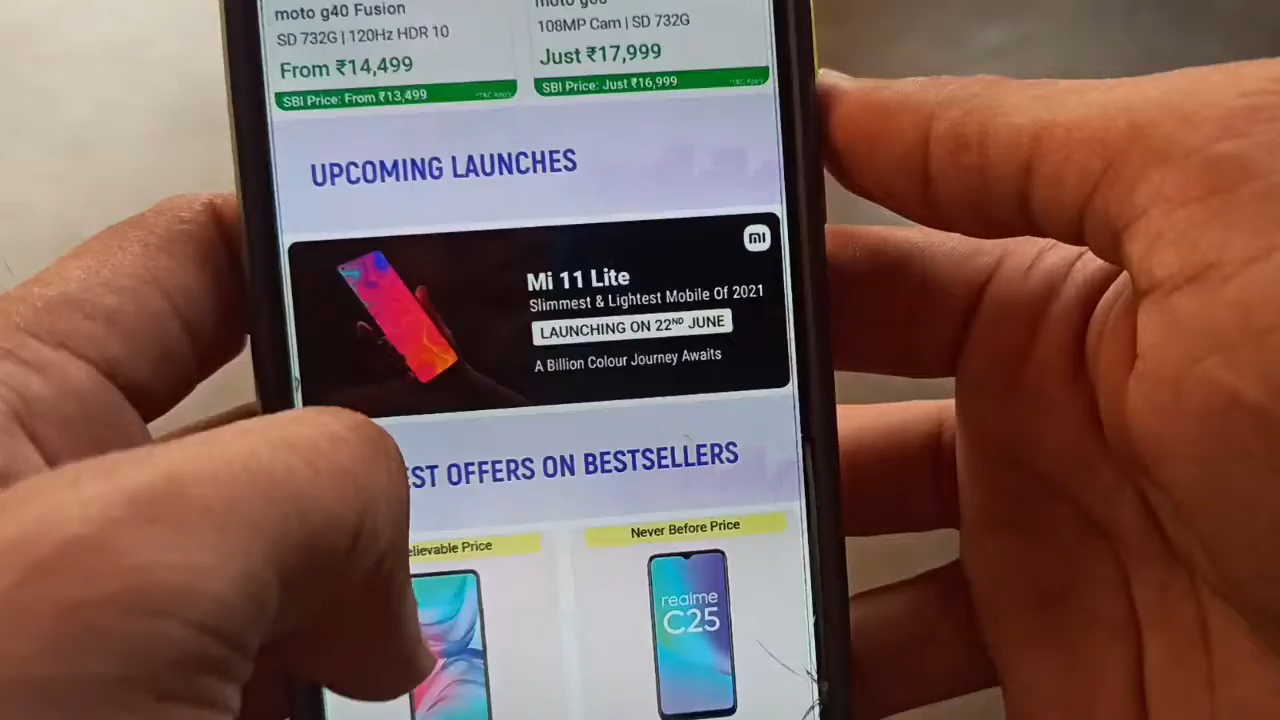 moto g40 Fusion
SD 732G | 120Hz HDR 10
From ₹14,499
SBI Price: From ₹13,499
*T&C Apply
moto
108MP Cam | SD 732G
Just ₹17,999
SBI Price: Just ₹16,999
UPCOMING LAUNCHES
mi
Mi 11 Lite
Slimmest & Lightest Mobile Of 2021
LAUNCHING ON 22ND JUNE
A Billion Colour Journey Awaits
OFFERS ON BESTSELLERS
Price
Never Before Price
realme
C25